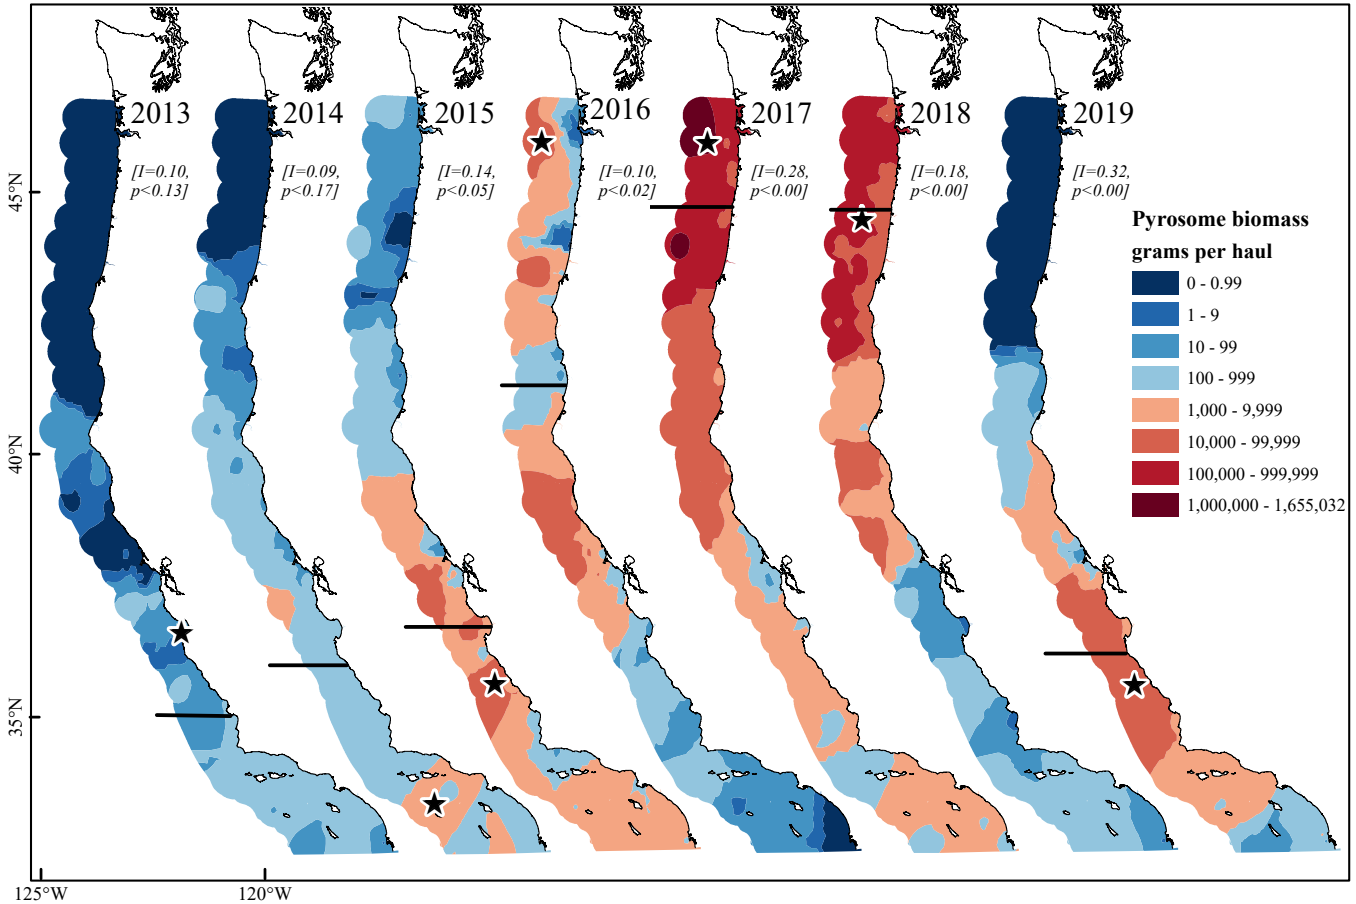 2013
2014
2015
2016
2017
2018
2019
[I=0.10,
p<0.13]
[I=0.09,
p<0.17]
[I=0.14,
p<0.05]
[I=0.10,
p<0.02]
[I=0.28,
p<0.00]
[I=0.18,
p<0.00]
[I=0.32,
p<0.00]
45°N
40°N
35°N
125°W
120°W
Pyrosome biomass
grams per haul
0 - 0.99
1 - 9
10 - 99
100 - 999
1,000 - 9,999
10,000 - 99,999
100,000 - 999,999
1,000,000 - 1,655,032